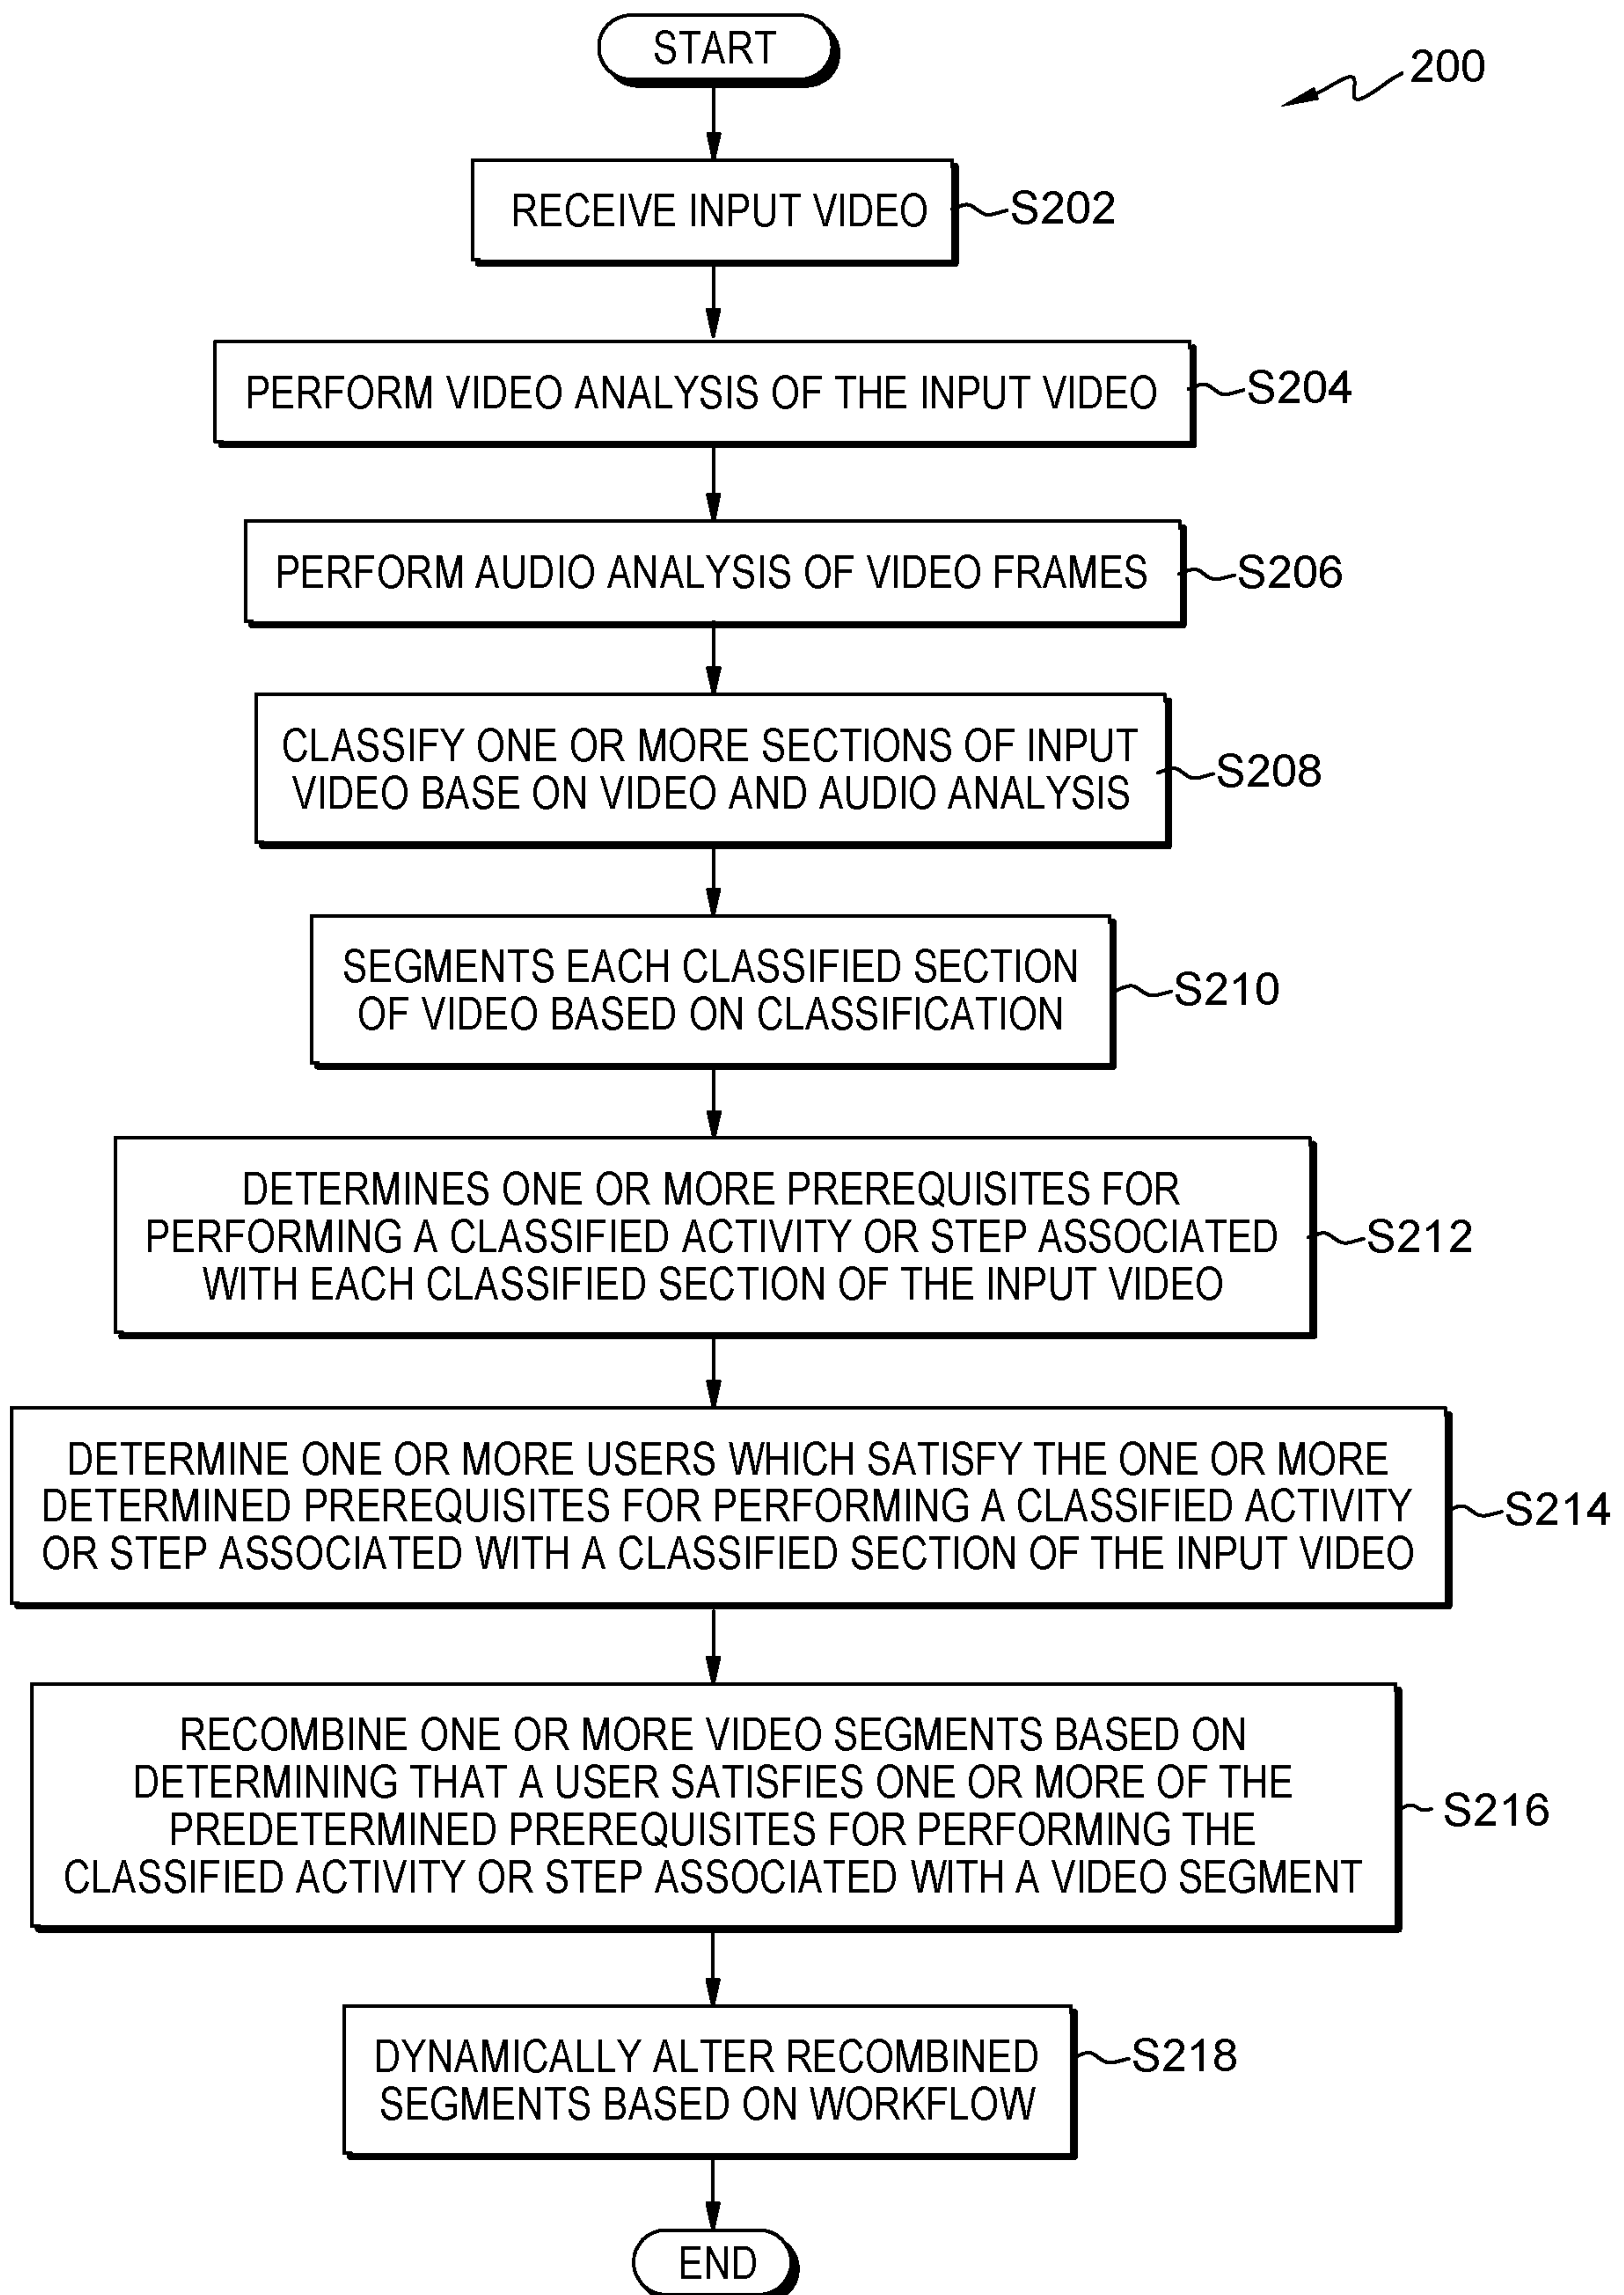 START
200
RECEIVE INPUT VIDEO
S202
PERFORM VIDEO ANALYSIS OF THE INPUT VIDEO
S204
PERFORM AUDIO ANALYSIS OF VIDEO FRAMES
S206
CLASSIFY ONE OR MORE SECTIONS OF INPUT
VIDEO BASE ON VIDEO AND AUDIO ANALYSIS
S208
SEGMENTS EACH CLASSIFIED SECTION
OF VIDEO BASED ON CLASSIFICATION
S210
DETERMINES ONE OR MORE PREREQUISITES FOR
PERFORMING A CLASSIFIED ACTIVITY OR STEP ASSOCIATED
WITH EACH CLASSIFIED SECTION OF THE INPUT VIDEO
S212
DETERMINE ONE OR MORE USERS WHICH SATISFY THE ONE OR MORE
DETERMINED PREREQUISITES FOR PERFORMING A CLASSIFIED ACTIVITY
OR STEP ASSOCIATED WITH A CLASSIFIED SECTION OF THE INPUT VIDEO
S214
RECOMBINE ONE OR MORE VIDEO SEGMENTS BASED ON
DETERMINING THAT A USER SATISFIES ONE OR MORE OF THE
PREDETERMINED PREREQUISITES FOR PERFORMING THE
CLASSIFIED ACTIVITY OR STEP ASSOCIATED WITH A VIDEO SEGMENT
S216
DYNAMICALLY ALTER RECOMBINED
SEGMENTS BASED ON WORKFLOW
S218
END